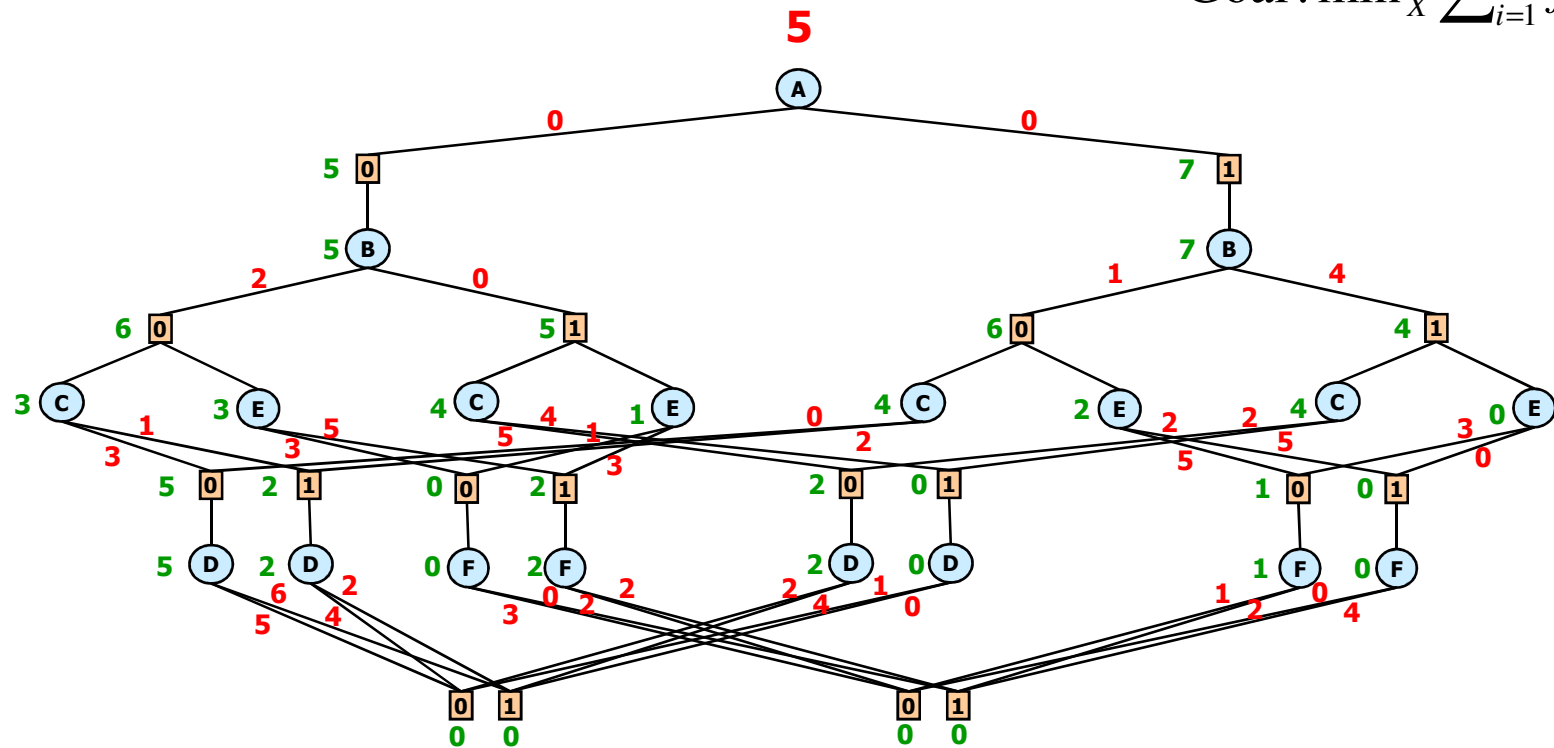 min X ∑ i=1
5
A
0 0
5 0 7 1
5 B 7 B
2 0 1 4
6 0 5 1 6 0 4 1
3 C 3 E 4 C 1 E 4 C 2 E 4 C 0 E
1 5 4 0 2 2 3
3 3 5 1 3 2 5 5 0
5 0 2 1 0 0 2 1 2 0 0 1 1 0 0 1
5 D 2 D 0 F 2 F 2 D 0 D 1 F 0 F
6 2 0 2 2 1 1 0
5 4 3 2 4 0 2 4
0 1 0 1
0 0 0 0